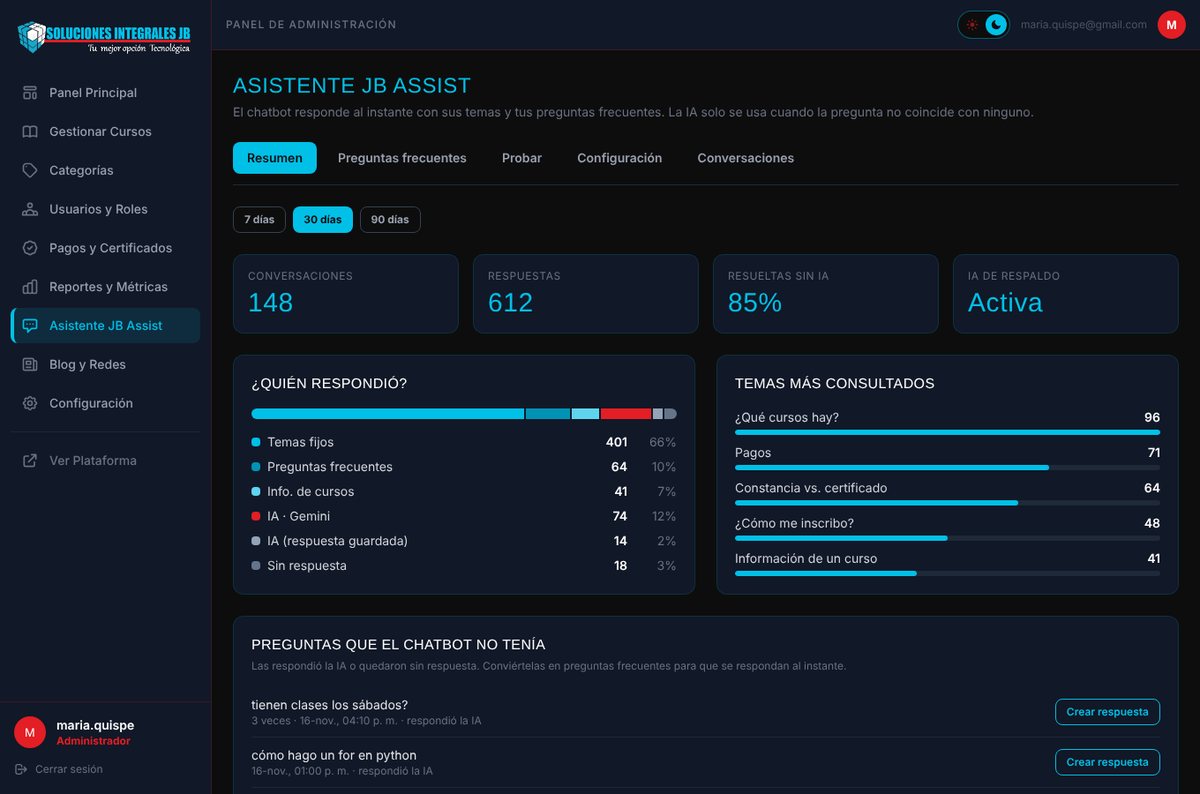 SOLUCIONES INTEGRALES JB
Tu mejor opción Tecnológica
Panel Principal
Gestionar Cursos
Categorías
Usuarios y Roles
Pagos y Certificados
Reportes y Métricas
Asistente JB Assist
Blog y Redes
Configuración
Ver Plataforma
M
maria.quispe
Administrador
Cerrar sesión
PANEL DE ADMINISTRACIÓN
maria.quispe@gmail.com
M
ASISTENTE JB ASSIST
El chatbot responde al instante con sus temas y tus preguntas frecuentes. La IA solo se usa cuando la pregunta no coincide con ninguno.
Resumen Preguntas frecuentes Probar Configuración Conversaciones
7 días 30 días 90 días
CONVERSACIONES
148
RESPUESTAS
612
RESUELTAS SIN IA
85%
IA DE RESPALDO
Activa
¿QUIÉN RESPONDIÓ?
Temas fijos 401 66%
Preguntas frecuentes 64 10%
Info. de cursos 41 7%
IA · Gemini 74 12%
IA (respuesta guardada) 14 2%
Sin respuesta 18 3%
TEMAS MÁS CONSULTADOS
¿Qué cursos hay? 96
Pagos 71
Constancia vs. certificado 64
¿Cómo me inscribo? 48
Información de un curso 41
PREGUNTAS QUE EL CHATBOT NO TENÍA
Las respondió la IA o quedaron sin respuesta. Conviértelas en preguntas frecuentes para que se respondan al instante.
tienen clases los sábados?
3 veces · 16-nov., 04:10 p. m. · respondió la IA
Crear respuesta
cómo hago un for en python
16-nov., 01:00 p. m. · respondió la IA
Crear respuesta